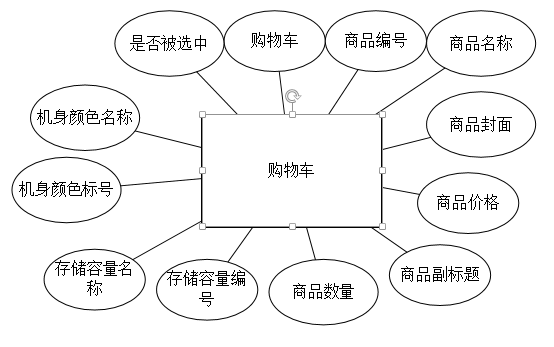 是否被选中
购物车
商品编号
商品名称
机身颜色名称
商品封面
机身颜色标号
购物车
商品价格
存储容量名
称
存储容量编
号
商品数量
商品副标题